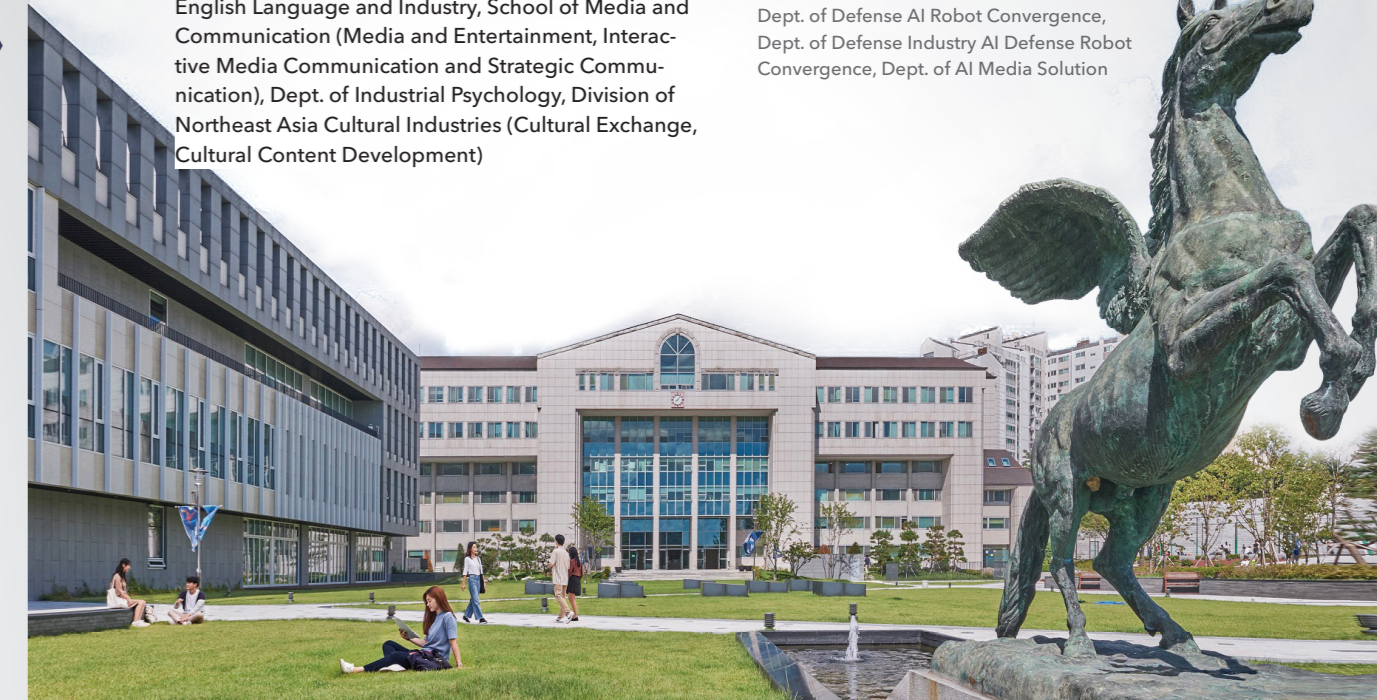 English Language and Industry, School of Media and
Communication (Media and Entertainment, Interac-
tive Media Communication and Strategic Commu-
nication), Dept. of Industrial Psychology, Division of
Northeast Asia Cultural Industries (Cultural Exchange,
Cultural Content Development)
Dept. of Defense AI Robot Convergence,
Dept. of Defense Industry AI Defense Robot
Convergence, Dept. of AI Media Solution